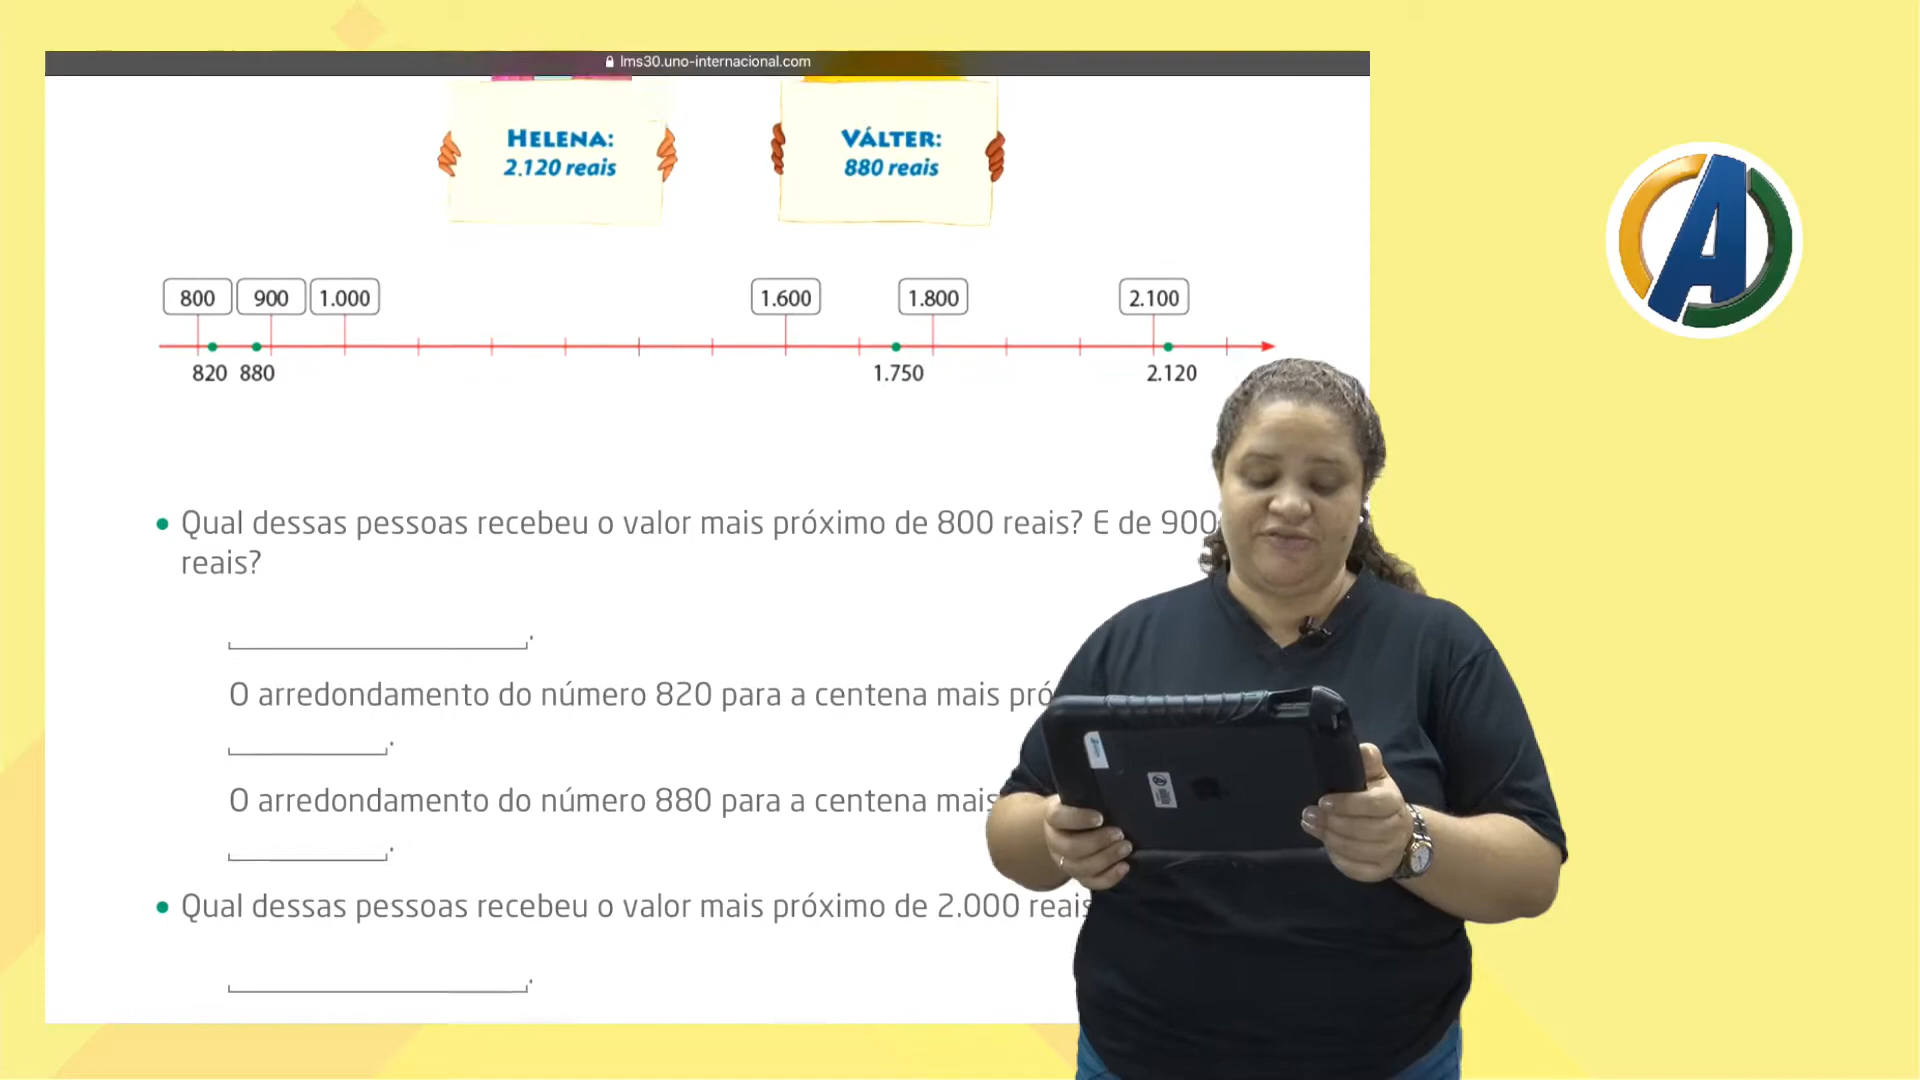 lms30.uno-internacional.com
HELENA:
2.120 reais
VÁLTER:
880 reais
800 900 1.000 1.600 1.800 2.100
820 880 1.750 2.120
• Qual dessas pessoas recebeu o valor mais próximo de 800 reais? E de 900
reais?
.
O arredondamento do número 820 para a centena mais
.
O arredondamento do número 880 para a centena mais
.
• Qual dessas pessoas recebeu o valor mais próximo de 2.000 reais
.
A